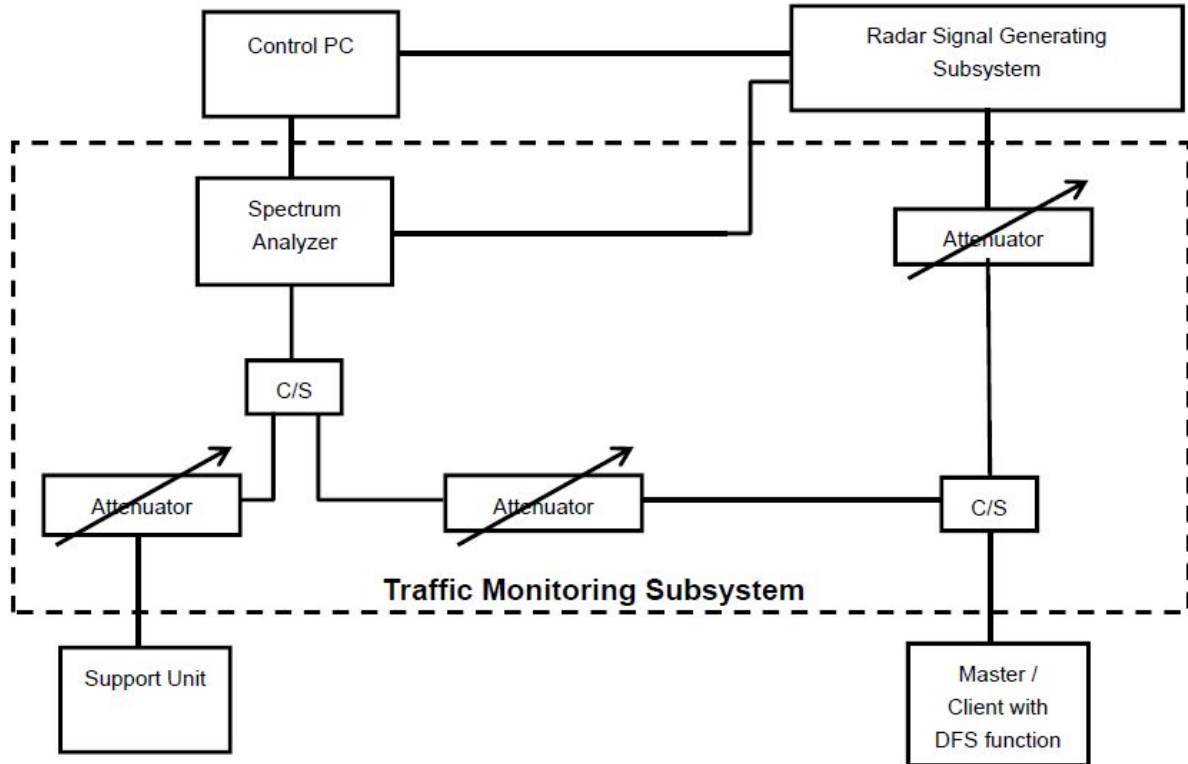 Control PC
Radar Signal Generating
Subsystem
Spectrum
Analyzer
Attenuator
C/S
Attenuator
Attenuator
C/S
Traffic Monitoring Subsystem
Support Unit
Master /
Client with
DFS function